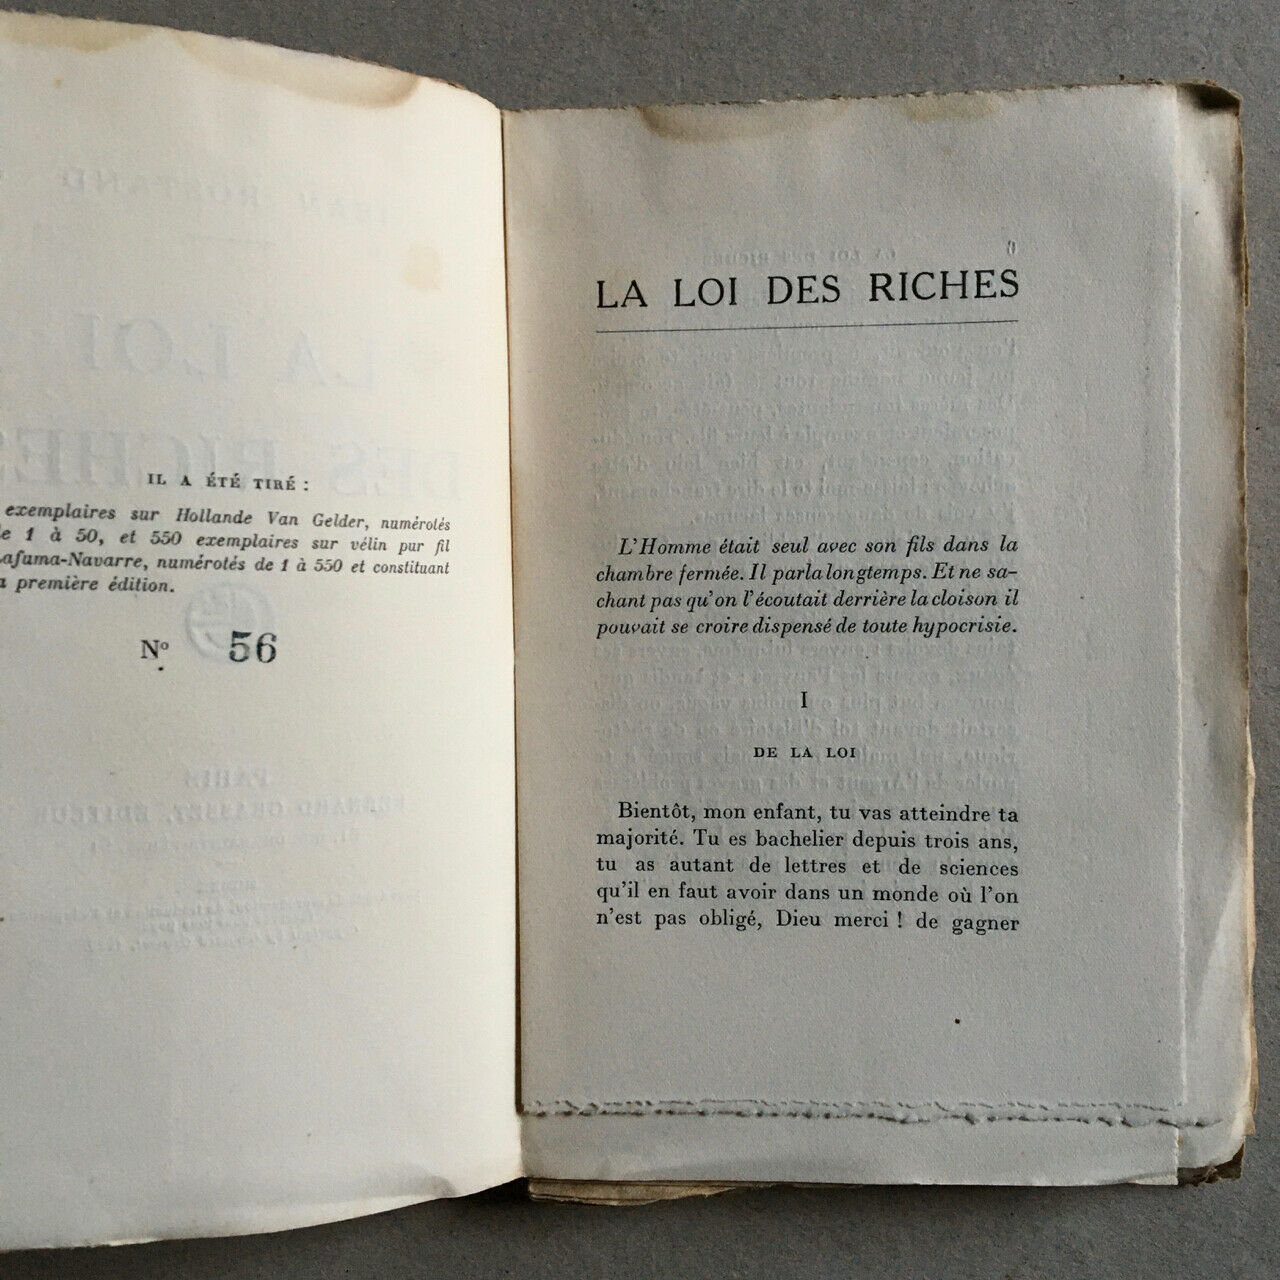 IL A ÉTÉ TIRÉ :
exemplaires sur Hollande Van Gelder, numérotés
de 1 à 50, et 550 exemplaires sur vélin pur fil
Lafuma-Navarre, numérotés de 1 à 550 et constituant
la première édition.
Nº 56
LA LOI DES RICHES
L'Homme était seul avec son fils dans la
chambre fermée. Il parla longtemps. Et ne sa-
chant pas qu'on l'écoutait derrière la cloison il
pouvait se croire dispensé de toute hypocrisie.
I
DE LA LOI
Bientôt, mon enfant, tu vas atteindre ta
majorité. Tu es bachelier depuis trois ans,
tu as autant de lettres et de sciences
qu'il en faut avoir dans un monde où l'on
n'est pas obligé, Dieu merci ! de gagner